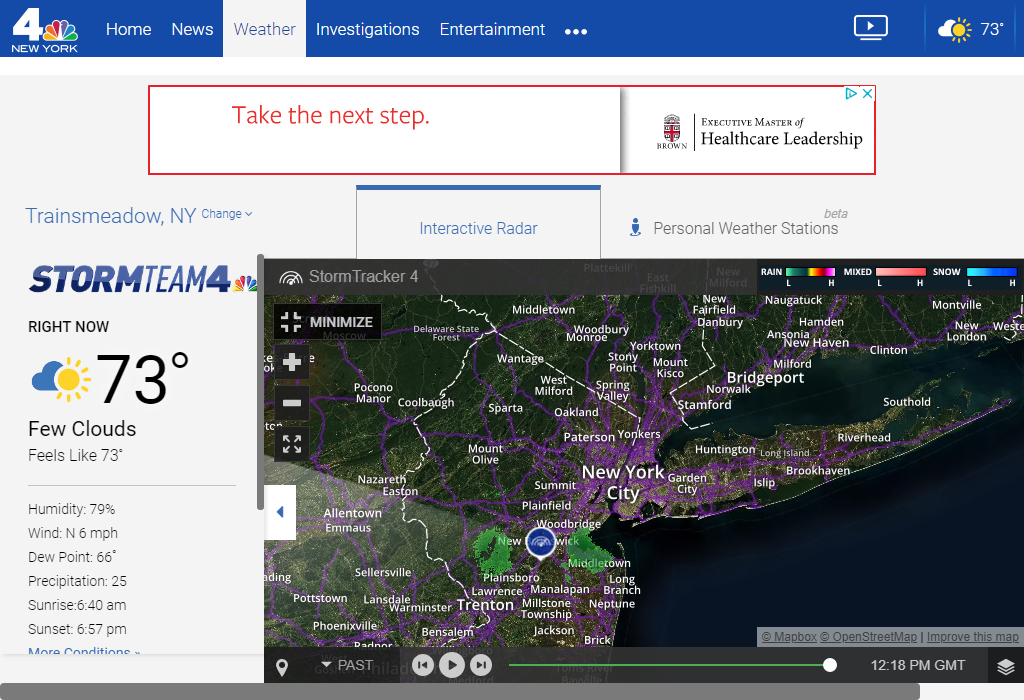 4
NEW YORK
Home
News
Weather
Investigations
Entertainment
73°
Take the next step.
BROWN
EXECUTIVE MASTER of
Healthcare Leadership
Trainsmeadow, NY
Change
Interactive Radar
Personal Weather Stations
beta
STORMTEAM4
RIGHT NOW
73°
Few Clouds
Feels Like 73°
Humidity: 79%
Wind: N 6 mph
Dew Point: 66°
Precipitation: 25
Sunrise:6:40 am
Sunset: 6:57 pm
More Conditions »
StormTracker 4
RAIN
L H
MIXED
L H
SNOW
L H
MINIMIZE
Plattekill
East
Fishkill
New
Milford
Middletown
New
Fairfield
Danbury
Naugatuck
Hamden
Montville
Delaware State
Forest
Moscow
Woodbury
Monroe
Ansonia
New Haven
New
London
Weste
Wantage
Stony
Point
Yorktown
Mount
Kisco
Milford
Clinton
Pocono
Manor
West
Milford
Spring
Valley
Norwalk
Bridgeport
Coolbaugh
Sparta
Oakland
Stamford
Southold
Paterson
Yonkers
Riverhead
Mount
Olive
Huntington
Long Island
Brookhaven
Nazareth
Easton
Summit
New York
City
Garden
City
Islip
Allentown
Emmaus
Plainfield
Woodbridge
New wick
Middletown
Sellersville
Plainsboro
Lawrence
Manalapan
Long
Branch
ading
Pottstown
Lansdale
Warminster
Trenton
Millstone
Township
Neptune
Phoenixville
Bensalem
Jackson
Brick
Radnor
© Mapbox © OpenStreetMap | Improve this map
PAST
12:18 PM GMT